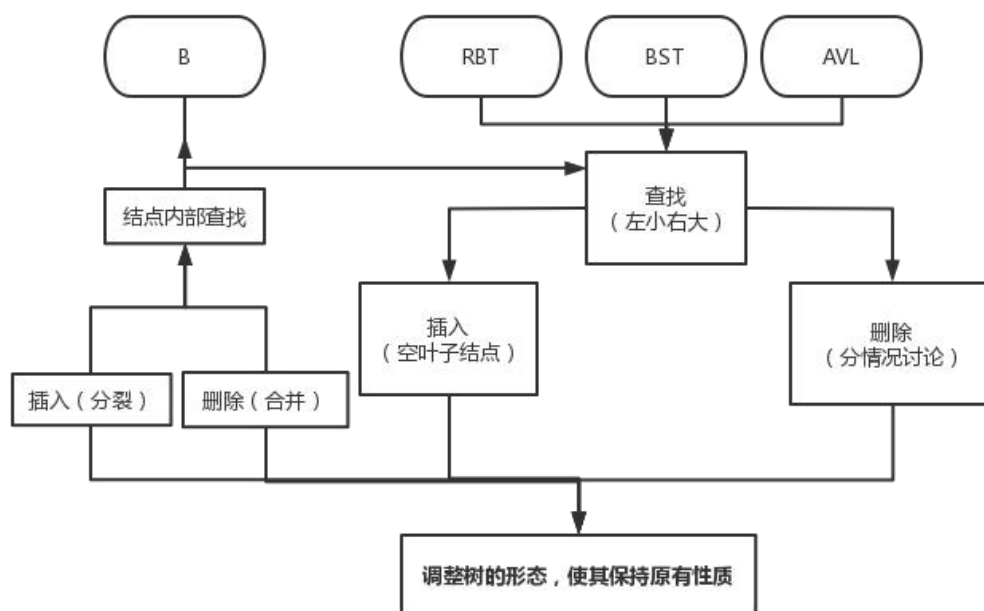 B
RBT
BST
AVL
结点内部查找
查找
（左小右大）
插入
（空叶子结点）
删除
（分情况讨论）
插入（分裂）
删除（合并）
调整树的形态，使其保持原有性质